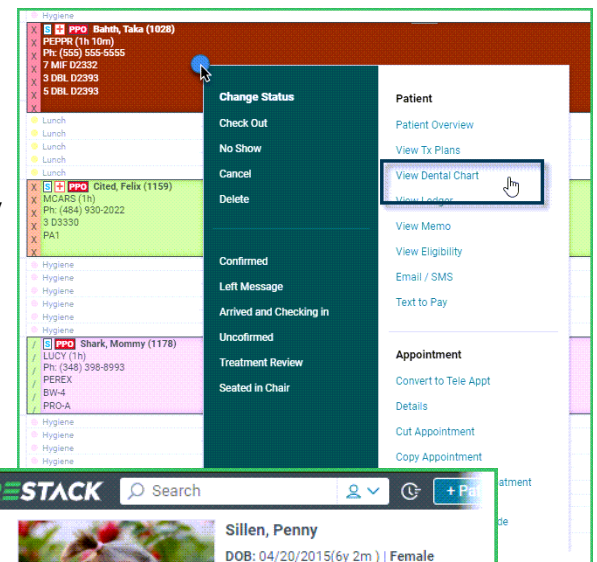 Hygiene
X S + PPO Bahth, Taka (1028)
X PEPPR (1h 10m)
X Ph: (555) 555-5555
X 7 MIF D2332
X 3 DBL D2393
X 5 DBL D2393
X
Lunch
Lunch
Lunch
Lunch
Lunch
X S + PPO Cited, Felix (1159)
X MCARS (1h)
X Ph: (484) 930-2022
X 3 D3330
X PA1
X
Hygiene
Hygiene
Hygiene
Hygiene
Hygiene
Hygiene
/ S PPO Shark, Mommy (1178)
/ LUCY (1h)
/ Ph: (348) 398-8993
/ PEREX
/ BW-4
/ PRO-A
Hygiene
Hygiene
Hygiene
Hygiene
Change Status
Check Out
No Show
Cancel
Delete
Confirmed
Left Message
Arrived and Checking in
Uncofirmed
Treatment Review
Seated in Chair
Patient
Patient Overview
View Tx Plans
View Dental Chart
View Ledger
View Memo
View Eligibility
Email / SMS
Text to Pay
Appointment
Convert to Tele Appt
Details
Cut Appointment
Copy Appointment
atment
de
RESTACK Search + Pa
Sillen, Penny
DOB: 04/20/2015(6y 2m ) | Female